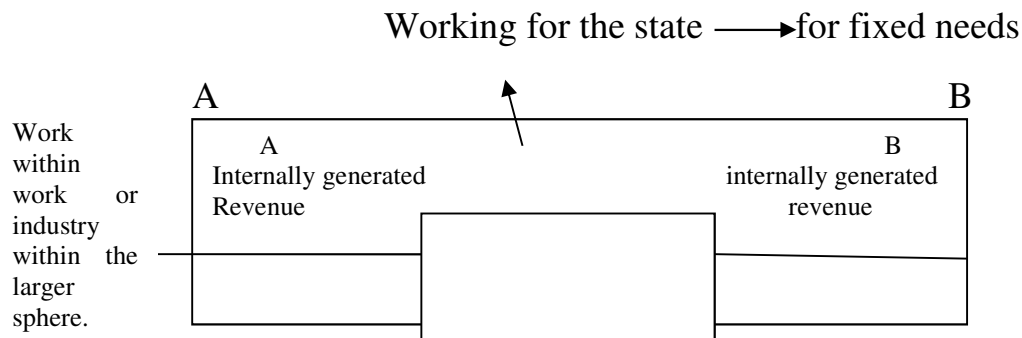 Working for the state for fixed needs
A B
Work
within
work or
industry
within the
larger
sphere.
A
Internally generated
Revenue
B
internally generated
revenue